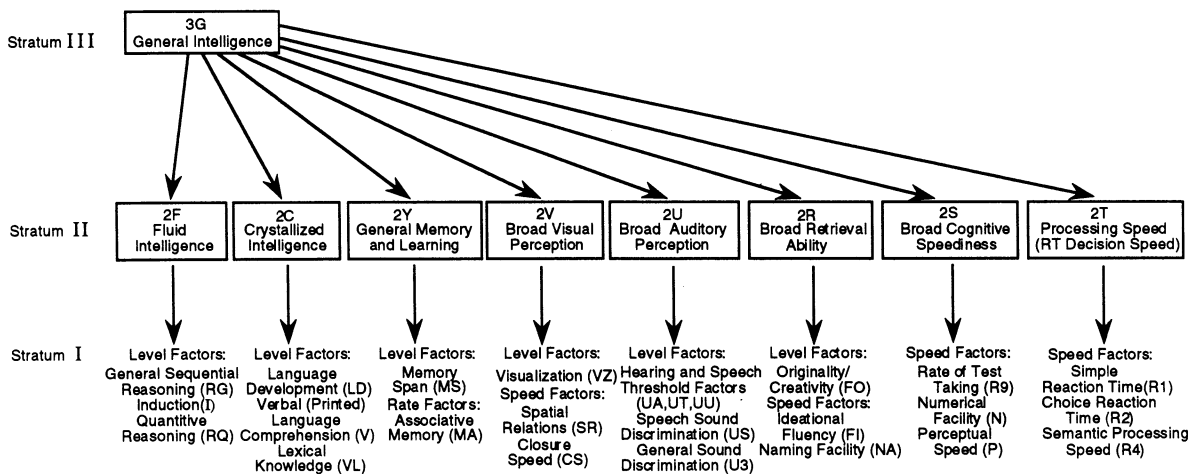 Stratum III
3G
General Intelligence
Stratum II
2F
Fluid
Intelligence
2C
Crystallized
Intelligence
2Y
General Memory
and Learning
2V
Broad Visual
Perception
2U
Broad Auditory
Perception
2R
Broad Retrieval
Ability
2S
Broad Cognitive
Speediness
2T
Processing Speed
(RT Decision Speed)
Stratum I
Level Factors:
General Sequential
Reasoning (RG)
Induction(I)
Quantitive
Reasoning (RQ)
Level Factors:
Language
Development (LD)
Verbal (Printed)
Language
Comprehension (V)
Lexical
Knowledge (VL)
Level Factors:
Memory
Span (MS)
Rate Factors:
Associative
Memory (MA)
Level Factors:
Visualization (VZ)
Speed Factors:
Spatial
Relations (SR)
Closure
Speed (CS)
Level Factors:
Hearing and Speech
Threshold Factors
(UA,UT,UU)
Speech Sound
Discrimination (US)
General Sound
Discrimination (U3)
Level Factors:
Originality/
Creativity (FO)
Speed Factors:
Ideational
Fluency (FI)
Naming Facility (NA)
Speed Factors:
Rate of Test
Taking (R9)
Numerical
Facility (N)
Perceptual
Speed (P)
Speed Factors:
Simple
Reaction Time(R1)
Choice Reaction
Time (R2)
Semantic Processing
Speed (R4)